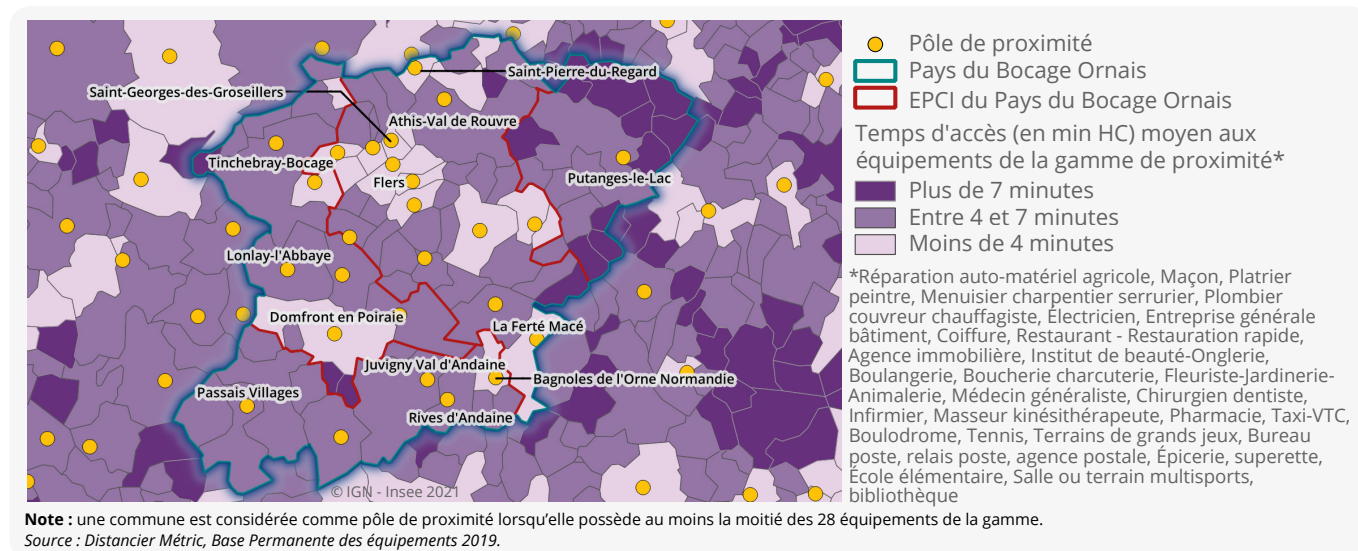 Saint-Pierre-du-Regard
Saint-Georges-des-Groseillers
Athis-Val de Rouvre
Tinchebray-Bocage
Flers
Putanges-le-Lac
Lonlay-l'Abbaye
Domfront en Poiraie
La Ferté Macé
Juvigny Val d'Andaine
Bagnoles de l'Orne Normandie
Passais Villages
Rives d'Andaine
© IGN - Insee 2021
Pôle de proximité
Pays du Bocage Ornais
EPCI du Pays du Bocage Ornais
Temps d'accès (en min HC) moyen aux
équipements de la gamme de proximité*
Plus de 7 minutes
Entre 4 et 7 minutes
Moins de 4 minutes
*Réparation auto-matériel agricole, Maçon, Platrier
peintre, Menuisier charpentier serrurier, Plombier
couvreur chauffagiste, Électricien, Entreprise générale
bâtiment, Coiffure, Restaurant - Restauration rapide,
Agence immobilière, Institut de beauté-Onglerie,
Boulangerie, Boucherie charcuterie, Fleuriste-Jardinerie-
Animalerie, Médecin généraliste, Chirurgien dentiste,
Infirmier, Masseur kinésithérapeute, Pharmacie, Taxi-VTC,
Boulodrome, Tennis, Terrains de grands jeux, Bureau
poste, relais poste, agence postale, Épicerie, superette,
École élémentaire, Salle ou terrain multisports,
bibliothèque
Note : une commune est considérée comme pôle de proximité lorsqu'elle possède au moins la moitié des 28 équipements de la gamme.
Source : Distancier Métric, Base Permanente des équipements 2019.